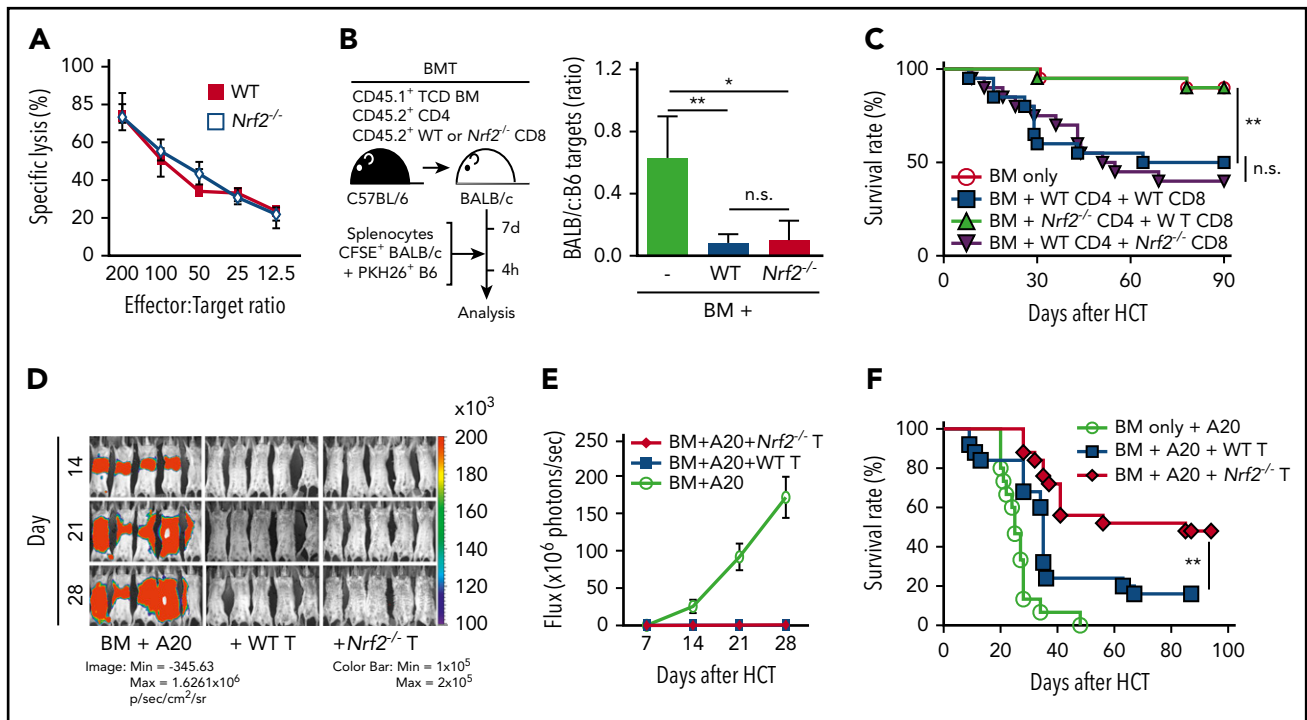 A
Specific lysis (%)
100
85
60
40
20
0
WT
Nrf2-/-
200 100 50 25 12.5
Effector:Target ratio
B
BMT
CD45.1+ TCD BM
CD45.2+ CD4
CD45.2+ WT or Nrf2-/- CD8
C57BL/6
BALB/c
Splenocytes
CFSE+ BALB/c
+ PKH26+ B6
7d
4h
Analysis
BALB/c:B6 targets (ratio)
1.2
0.8
0.4
0.0
*
**
n.s.
- WT Nrf2-/-
BM +
C
Survival rate (%)
100
50
0
**
n.s.
BM only
BM + WT CD4 + WT CD8
BM + Nrf2-/- CD4 + W T CD8
BM + WT CD4 + Nrf2-/- CD8
0 30 60 90
Days after HCT
D
Day
14
21
28
x10³
200
180
160
140
120
100
BM + A20
+ WT T
+Nrf2-/- T
Image: Min = -345.63
Max = 1.6261x10⁶
p/sec/cm²/sr
Color Bar: Min = 1x10⁵
Max = 2x10⁵
E
Flux (x10⁶ photons/sec)
250
200
150
100
50
0
BM+A20+Nrf2-/- T
BM+A20+WT T
BM+A20
7 14 21 28
Days after HCT
F
Survival rate (%)
100
80
60
40
20
0
BM only + A20
BM + A20 + WT T
BM + A20 + Nrf2-/- T
**
0 20 40 60 80 100
Days after HCT